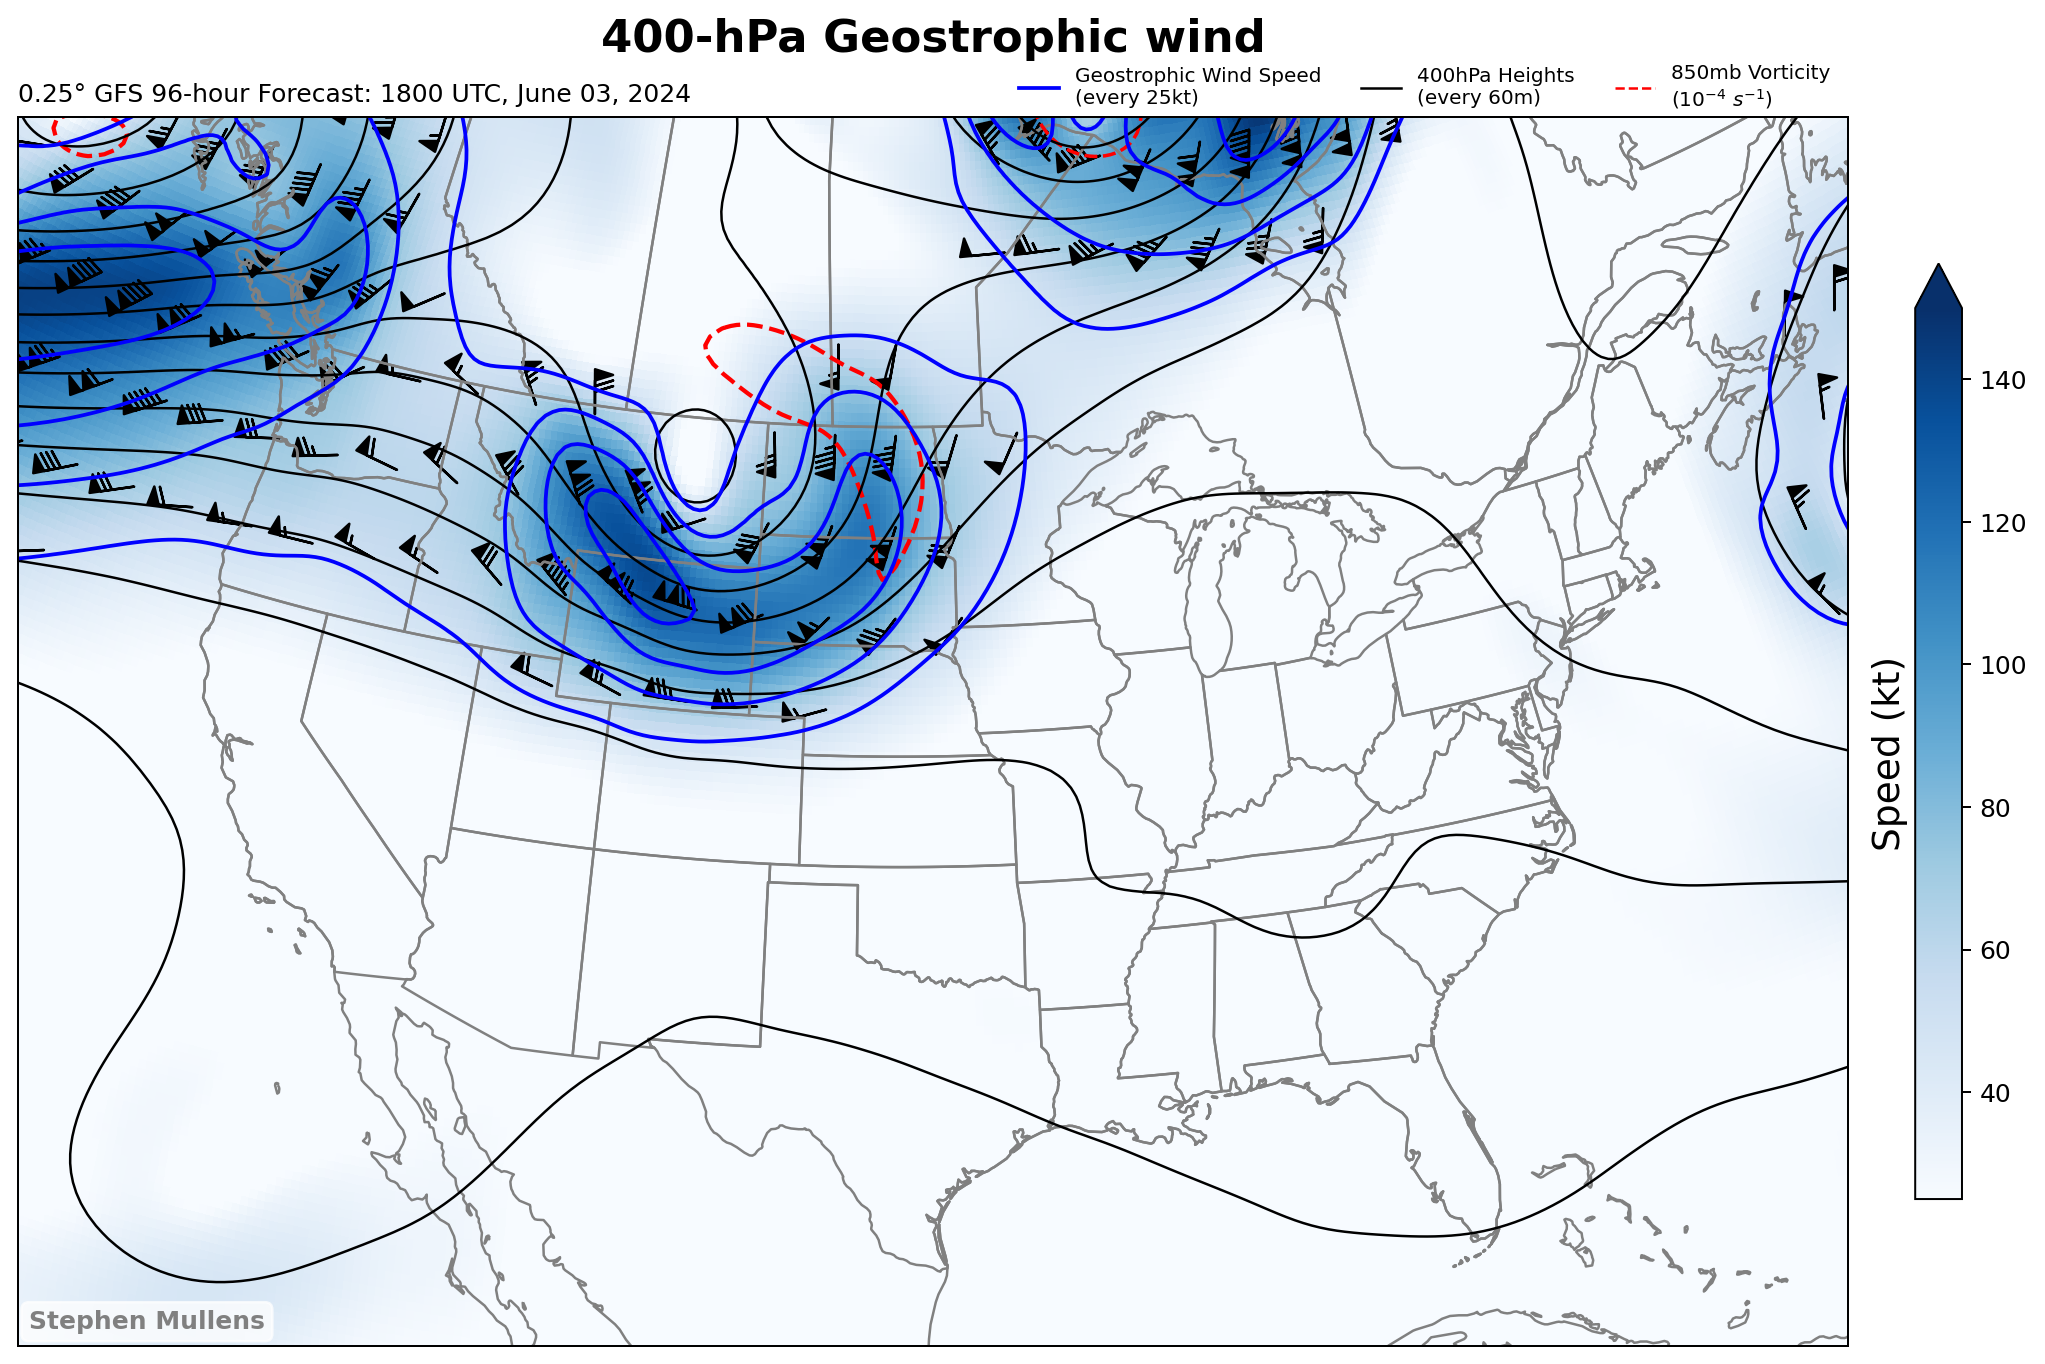 400-hPa Geostrophic wind
0.25° GFS 96-hour Forecast: 1800 UTC, June 03, 2024
Geostrophic Wind Speed
(every 25kt)
400hPa Heights
(every 60m)
850mb Vorticity
(10⁻⁴ s⁻¹)
140
120
100
80
60
40
Speed (kt)
Stephen Mullens